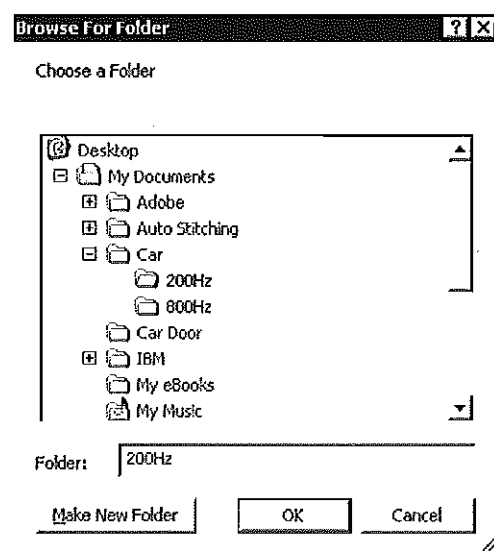 Browse For Folder ? X
Choose a Folder
Desktop
My Documents
Adobe
Auto Stitching
Car
200Hz
800Hz
Car Door
IBM
My eBooks
My Music
Folder: 200Hz
Make New Folder OK Cancel